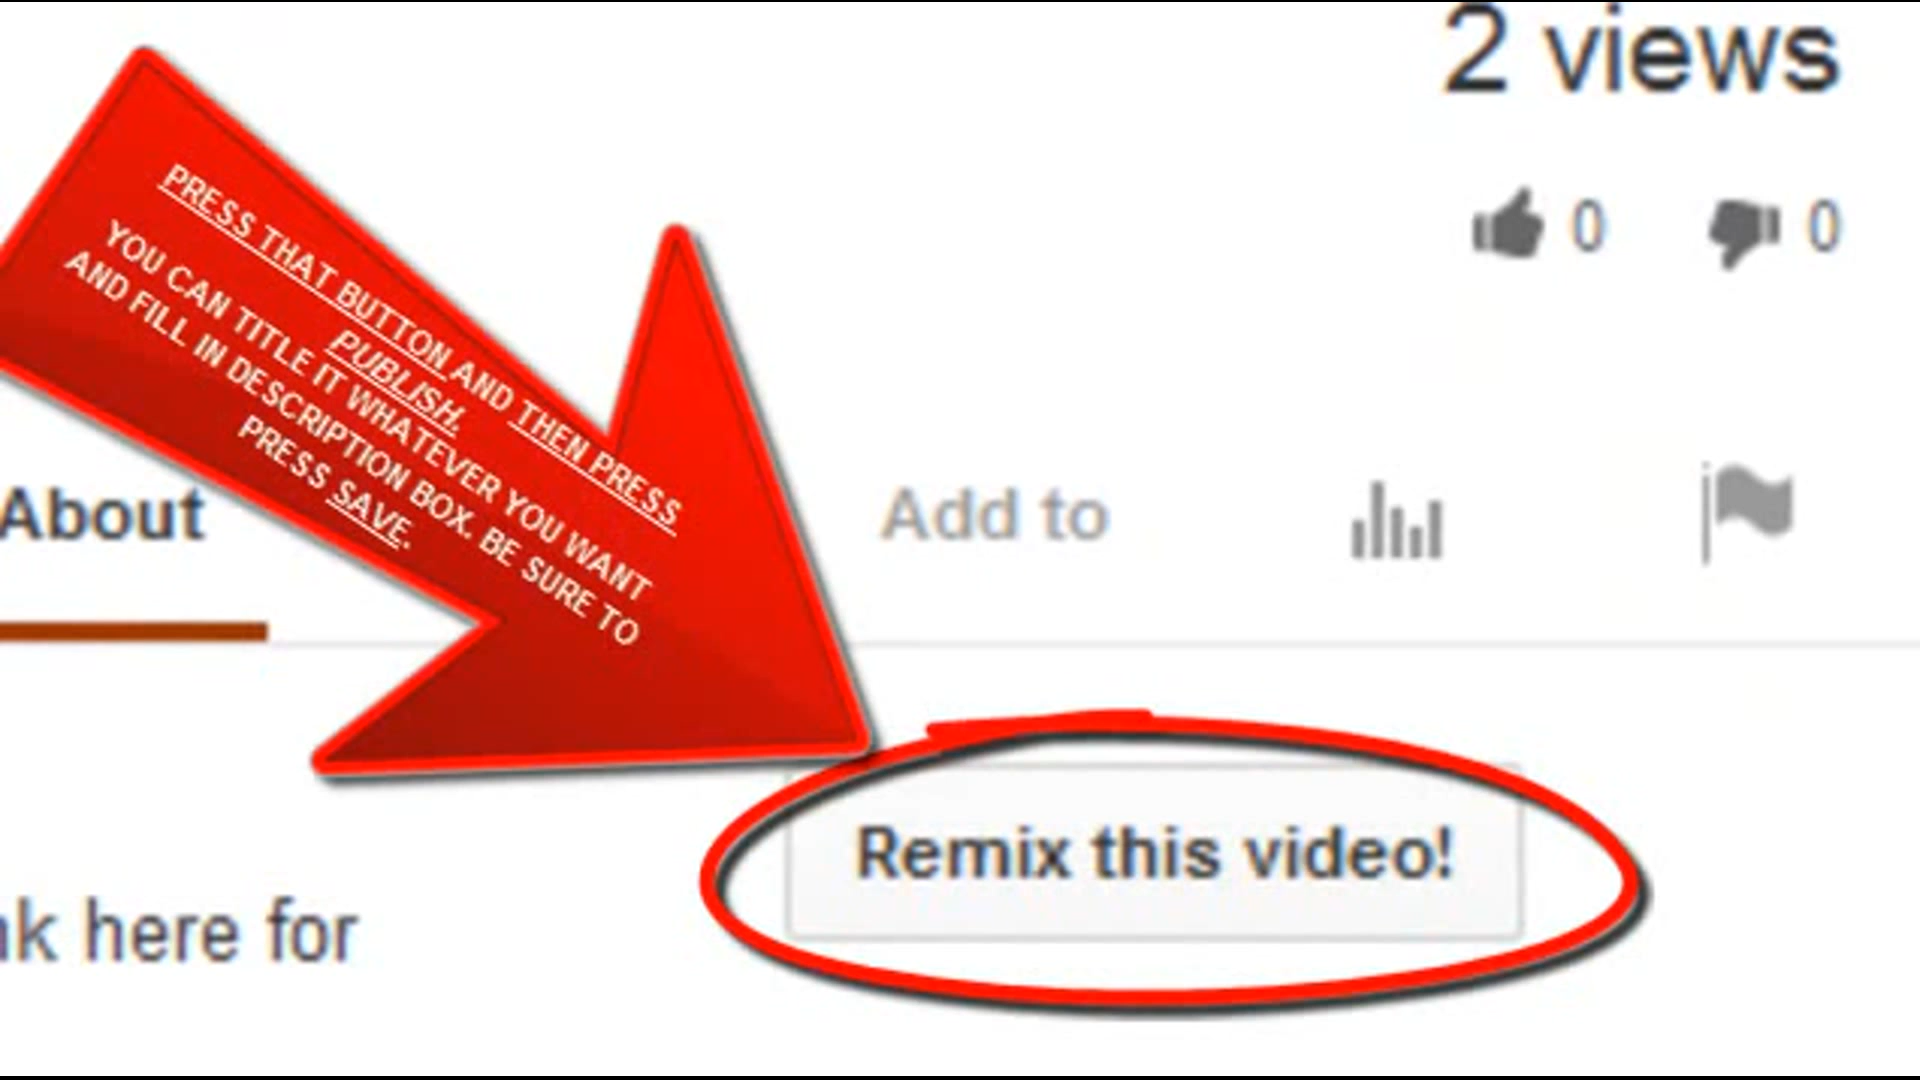 2 views
0 0
PRESS THAT BUTTON AND THEN PRESS
PUBLISH.
YOU CAN TITLE IT WHATEVER YOU WANT
AND FILL IN DESCRIPTION BOX. BE SURE TO
PRESS SAVE.
About Add to
Remix this video!
here for